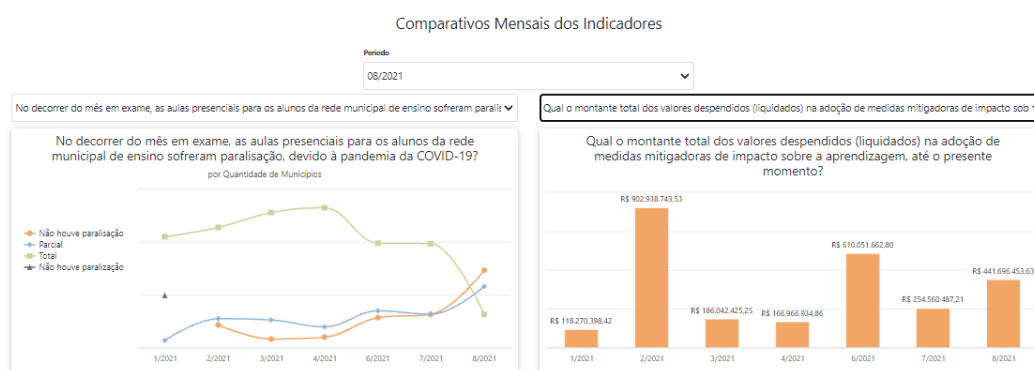 Comparativos Mensais dos Indicadores
Período
08/2021
No decorrer do mês em exame, as aulas presenciais para os alunos da rede municipal de ensino sofreram paralis
Qual o montante total dos valores despendidos (liquidados) na adoção de medidas mitigadoras de impacto sob
No decorrer do mês em exame, as aulas presenciais para os alunos da rede
municipal de ensino sofreram paralisação, devido à pandemia da COVID-19?
por Quantidade de Municípios
Não houve paralisação
Parcial
Total
Não houve paralização
1/2021 2/2021 3/2021 4/2021 6/2021 7/2021 8/2021
Qual o montante total dos valores despendidos (liquidados) na adoção de
medidas mitigadoras de impacto sobre a aprendizagem, até o presente
momento?
R$ 902.938.743,53
R$ 610.051.662,80
R$ 441.696.453,63
R$ 254.560.487,21
R$ 118.270.398,42 R$ 186.042.425,25 R$ 166.966.934,86
1/2021 2/2021 3/2021 4/2021 6/2021 7/2021 8/2021